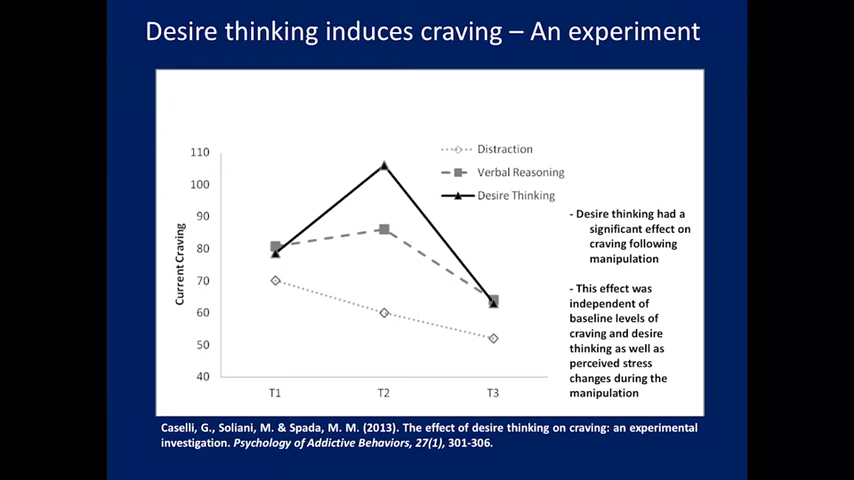 Desire thinking induces craving – An experiment
110
100
90
80
70
60
50
40
Current Craving
T1
T2
T3
Distraction
Verbal Reasoning
Desire Thinking
- Desire thinking had a
significant effect on
craving following
manipulation
- This effect was
independent of
baseline levels of
craving and desire
thinking as well as
perceived stress
changes during the
manipulation
Caselli, G., Soliani, M. & Spada, M. M. (2013). The effect of desire thinking on craving: an experimental
investigation. Psychology of Addictive Behaviors, 27(1), 301-306.